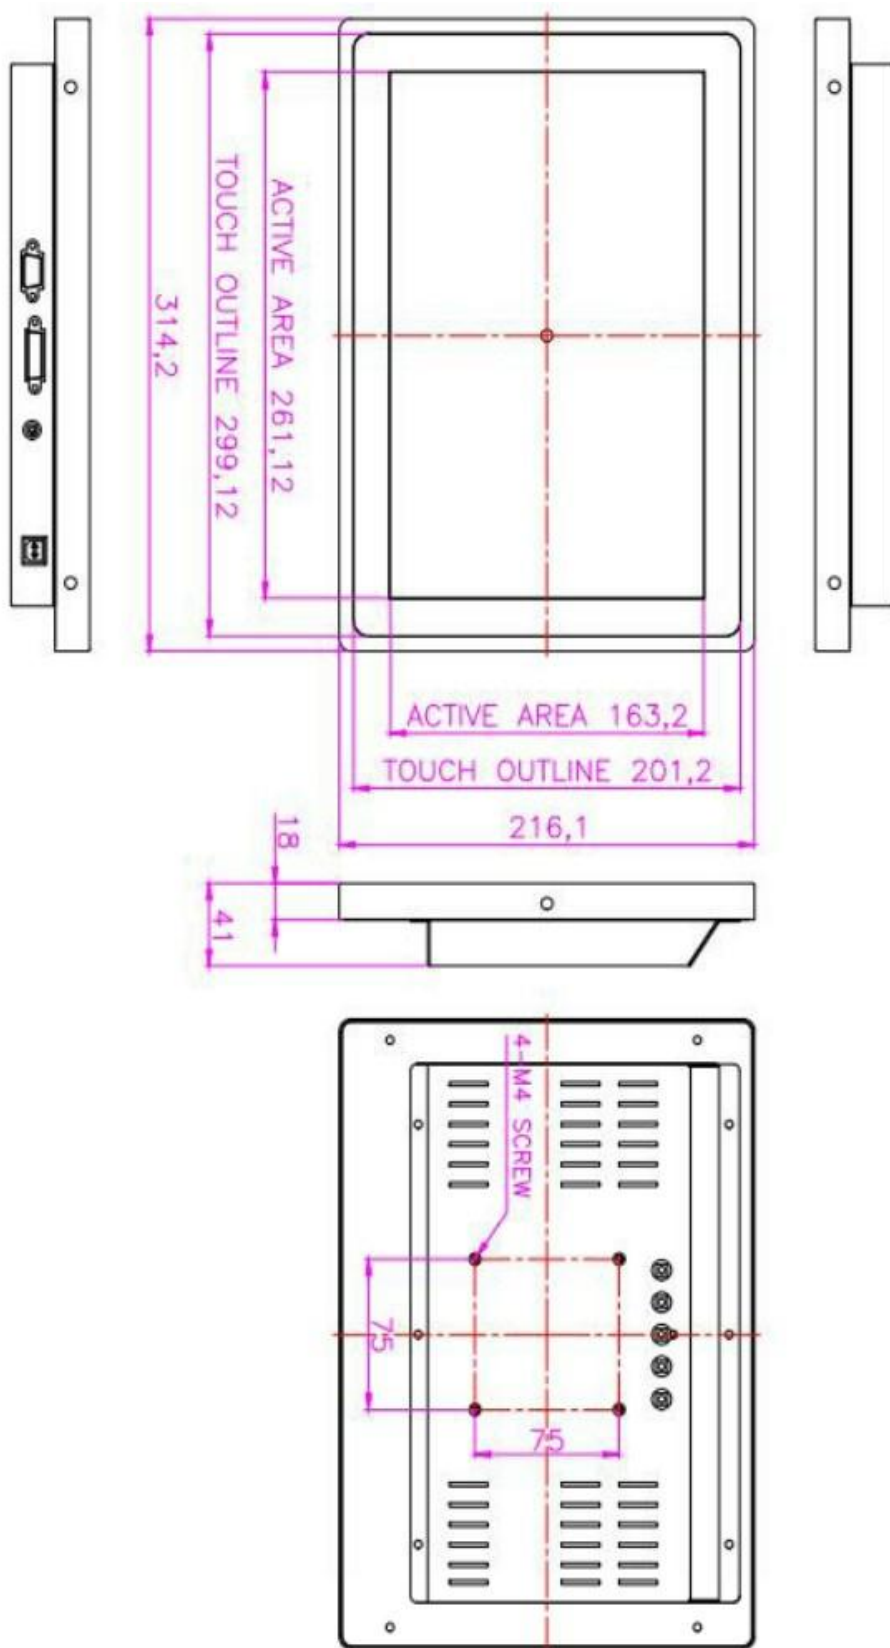 ACTIVE AREA 261,12
TOUCH OUTLINE 299,12
314,2
ACTIVE AREA 163,2
TOUCH OUTLINE 201,2
216,1
18
41
4-M4 SCREW
75
75